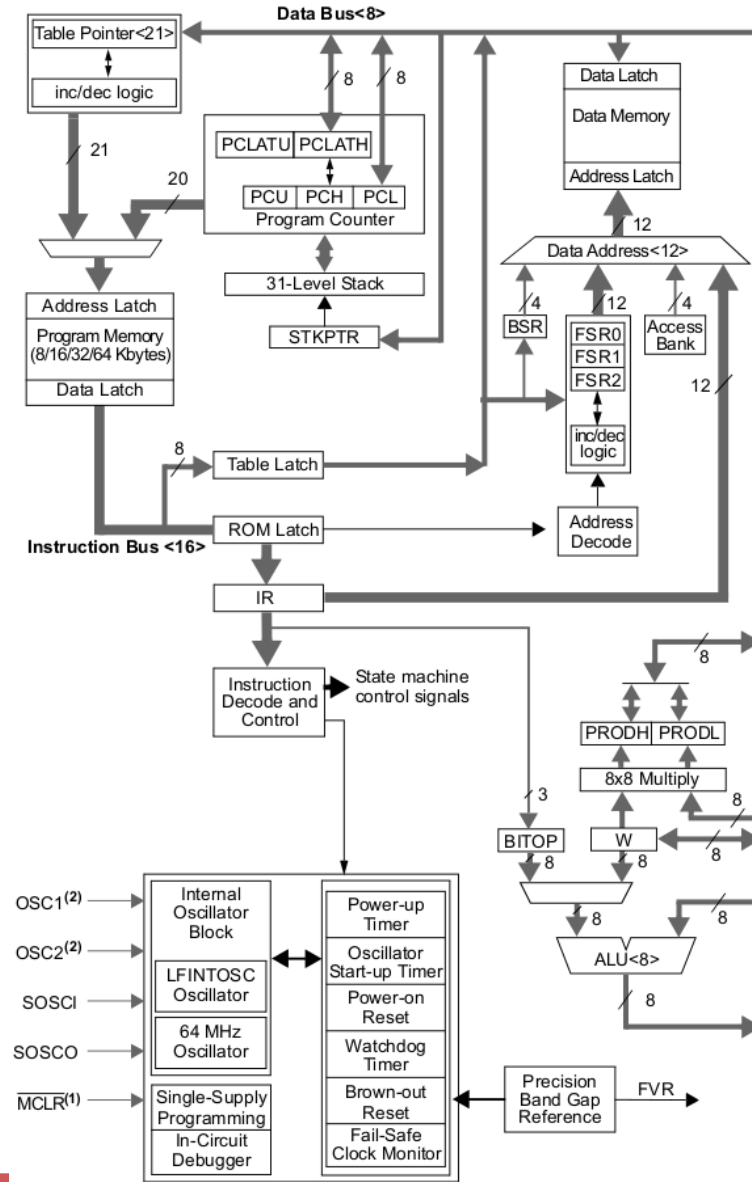 Data Bus<8>
Table Pointer<21>
inc/dec logic
21
20
8
8
PCLATU PCLATH
PCU PCH PCL
Program Counter
31-Level Stack
STKPTR
Data Latch
Data Memory
Address Latch
12
Data Address<12>
4
12
4
BSR
FSR0
FSR1
FSR2
inc/dec
logic
Access
Bank
12
Address
Decode
Address Latch
Program Memory
(8/16/32/64 Kbytes)
Data Latch
8
Table Latch
ROM Latch
Instruction Bus <16>
IR
Instruction
Decode and
Control
State machine
control signals
8
PRODH PRODL
8x8 Multiply
3
8
BITOP
W
8
8
8
8
8
ALU<8>
8
OSC1(2)
OSC2(2)
SOSCI
SOSCO
MCLR(1)
Internal
Oscillator
Block
LFINTOSC
Oscillator
64 MHz
Oscillator
Single-Supply
Programming
In-Circuit
Debugger
Power-up
Timer
Oscillator
Start-up Timer
Power-on
Reset
Watchdog
Timer
Brown-out
Reset
Fail-Safe
Clock Monitor
Precision
Band Gap
Reference
FVR